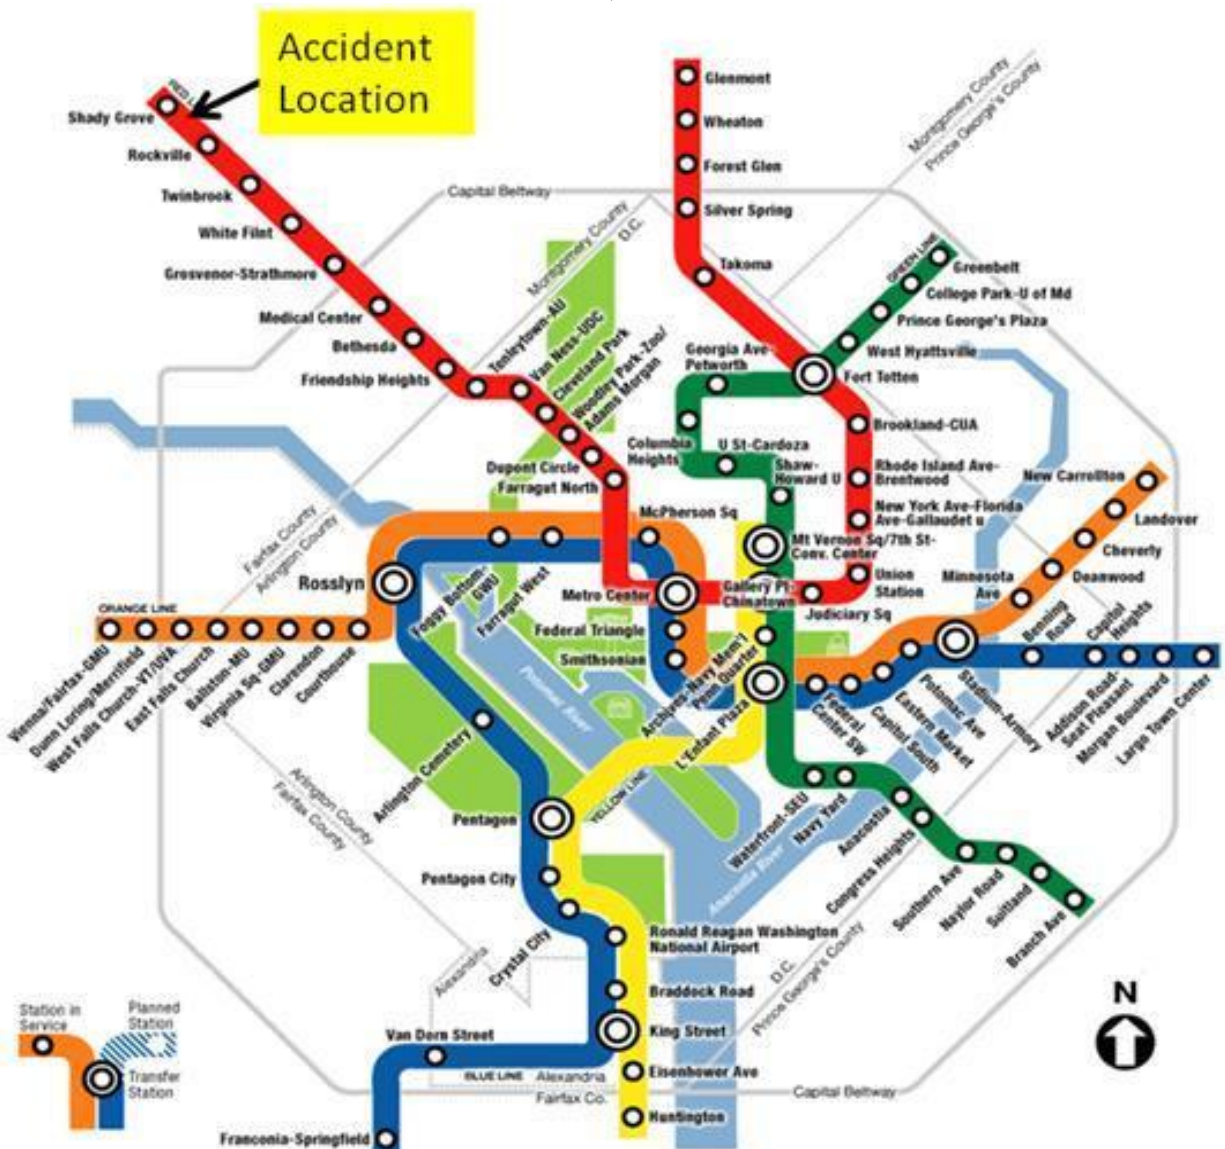 Accident
Location
RED L
Shady Grove
Rockville
Twinbrook
White Flint
Grosvenor-Strathmore
Medical Center
Bethesda
Friendship Heights
Tenleytown-AU
Van Ness-UDC
Cleveland Park
Woodley Park-Zoo/
Adams Morgan
Dupont Circle
Farragut North
Glenmont
Wheaton
Forest Glen
Silver Spring
Takoma
Montgomery County
Prince George's County
Capital Beltway
Montgomery County
D.C.
GREEN LINE
Greenbelt
College Park-U of Md
Prince George's Plaza
West Hyattsville
Fort Totten
Georgia Ave-
Petworth
Columbia
Heights
U St-Cardoza
Shaw-
Howard U
Brookland-CUA
Rhode Island Ave-
Brentwood
New York Ave-Florida
Ave-Gallaudet u
Mt Vernon Sq/7th St-
Conv. Center
Union
Station
Judiciary Sq
Gallery Pl-
Chinatown
Metro Center
McPherson Sq
Farragut West
Foggy Bottom-
GWU
Rosslyn
Fairfax County
Arlington County
ORANGE LINE
Vienna/Fairfax-GMU
Dunn Loring/Merrifield
West Falls Church-VT/UVA
East Falls Church
Ballston-MU
Virginia Sq-GMU
Clarendon
Courthouse
New Carrollton
Landover
Cheverly
Deanwood
Minnesota
Ave
Benning
Road
Capitol
Heights
Addison Road-
Seat Pleasant
Morgan Boulevard
Largo Town Center
Stadium-Armory
Potomac Ave
Eastern Market
Capitol South
Federal
Center SW
Federal Triangle
Smithsonian
Archives-Navy Mem'l
Penn Quarter
L'Enfant Plaza
Potomac River
Arlington Cemetery
Pentagon
YELLOW LINE
Pentagon City
Crystal City
Arlington County
Fairfax County
Waterfront-SEU
Navy Yard
Anacostia
Congress Heights
Southern Ave
Naylor Road
Suitland
Branch Ave
Anacostia River
D.C.
Prince George's County
Ronald Reagan Washington
National Airport
Braddock Road
King Street
Eisenhower Ave
Huntington
Alexandria
Van Dorn Street
BLUE LINE
Alexandria
Fairfax Co.
Capital Beltway
Franconia-Springfield
Station in
Service
Planned
Station
Transfer
Station
N